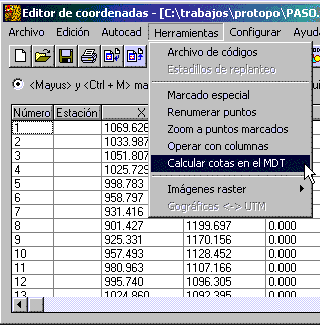 Editor de coordenadas - [C:\trabajos\protopo\PASO.
Archivo Edición Autocad Herramientas Configurar Ayuda
Archivo de códigos
Estadillos de replanteo
<Mayus> y <Ctrl + M> ma
Marcado especial
Renumerar puntos
Zoom a puntos marcados
Operar con columnas
Calcular cotas en el MDT
Imágenes raster
Gográficas <-> UTM
Número Estación X
1 1069.626
2 1033.987
3 1051.807
4 1025.729
5 998.783
6 958.797
7 931.416
8 901.427 1199.697 0.000
9 925.331 1170.156 0.000
10 957.493 1128.452 0.000
11 980.963 1107.166 0.000
12 995.740 1096.305 0.000
13 1024.860 1092.395 0.000